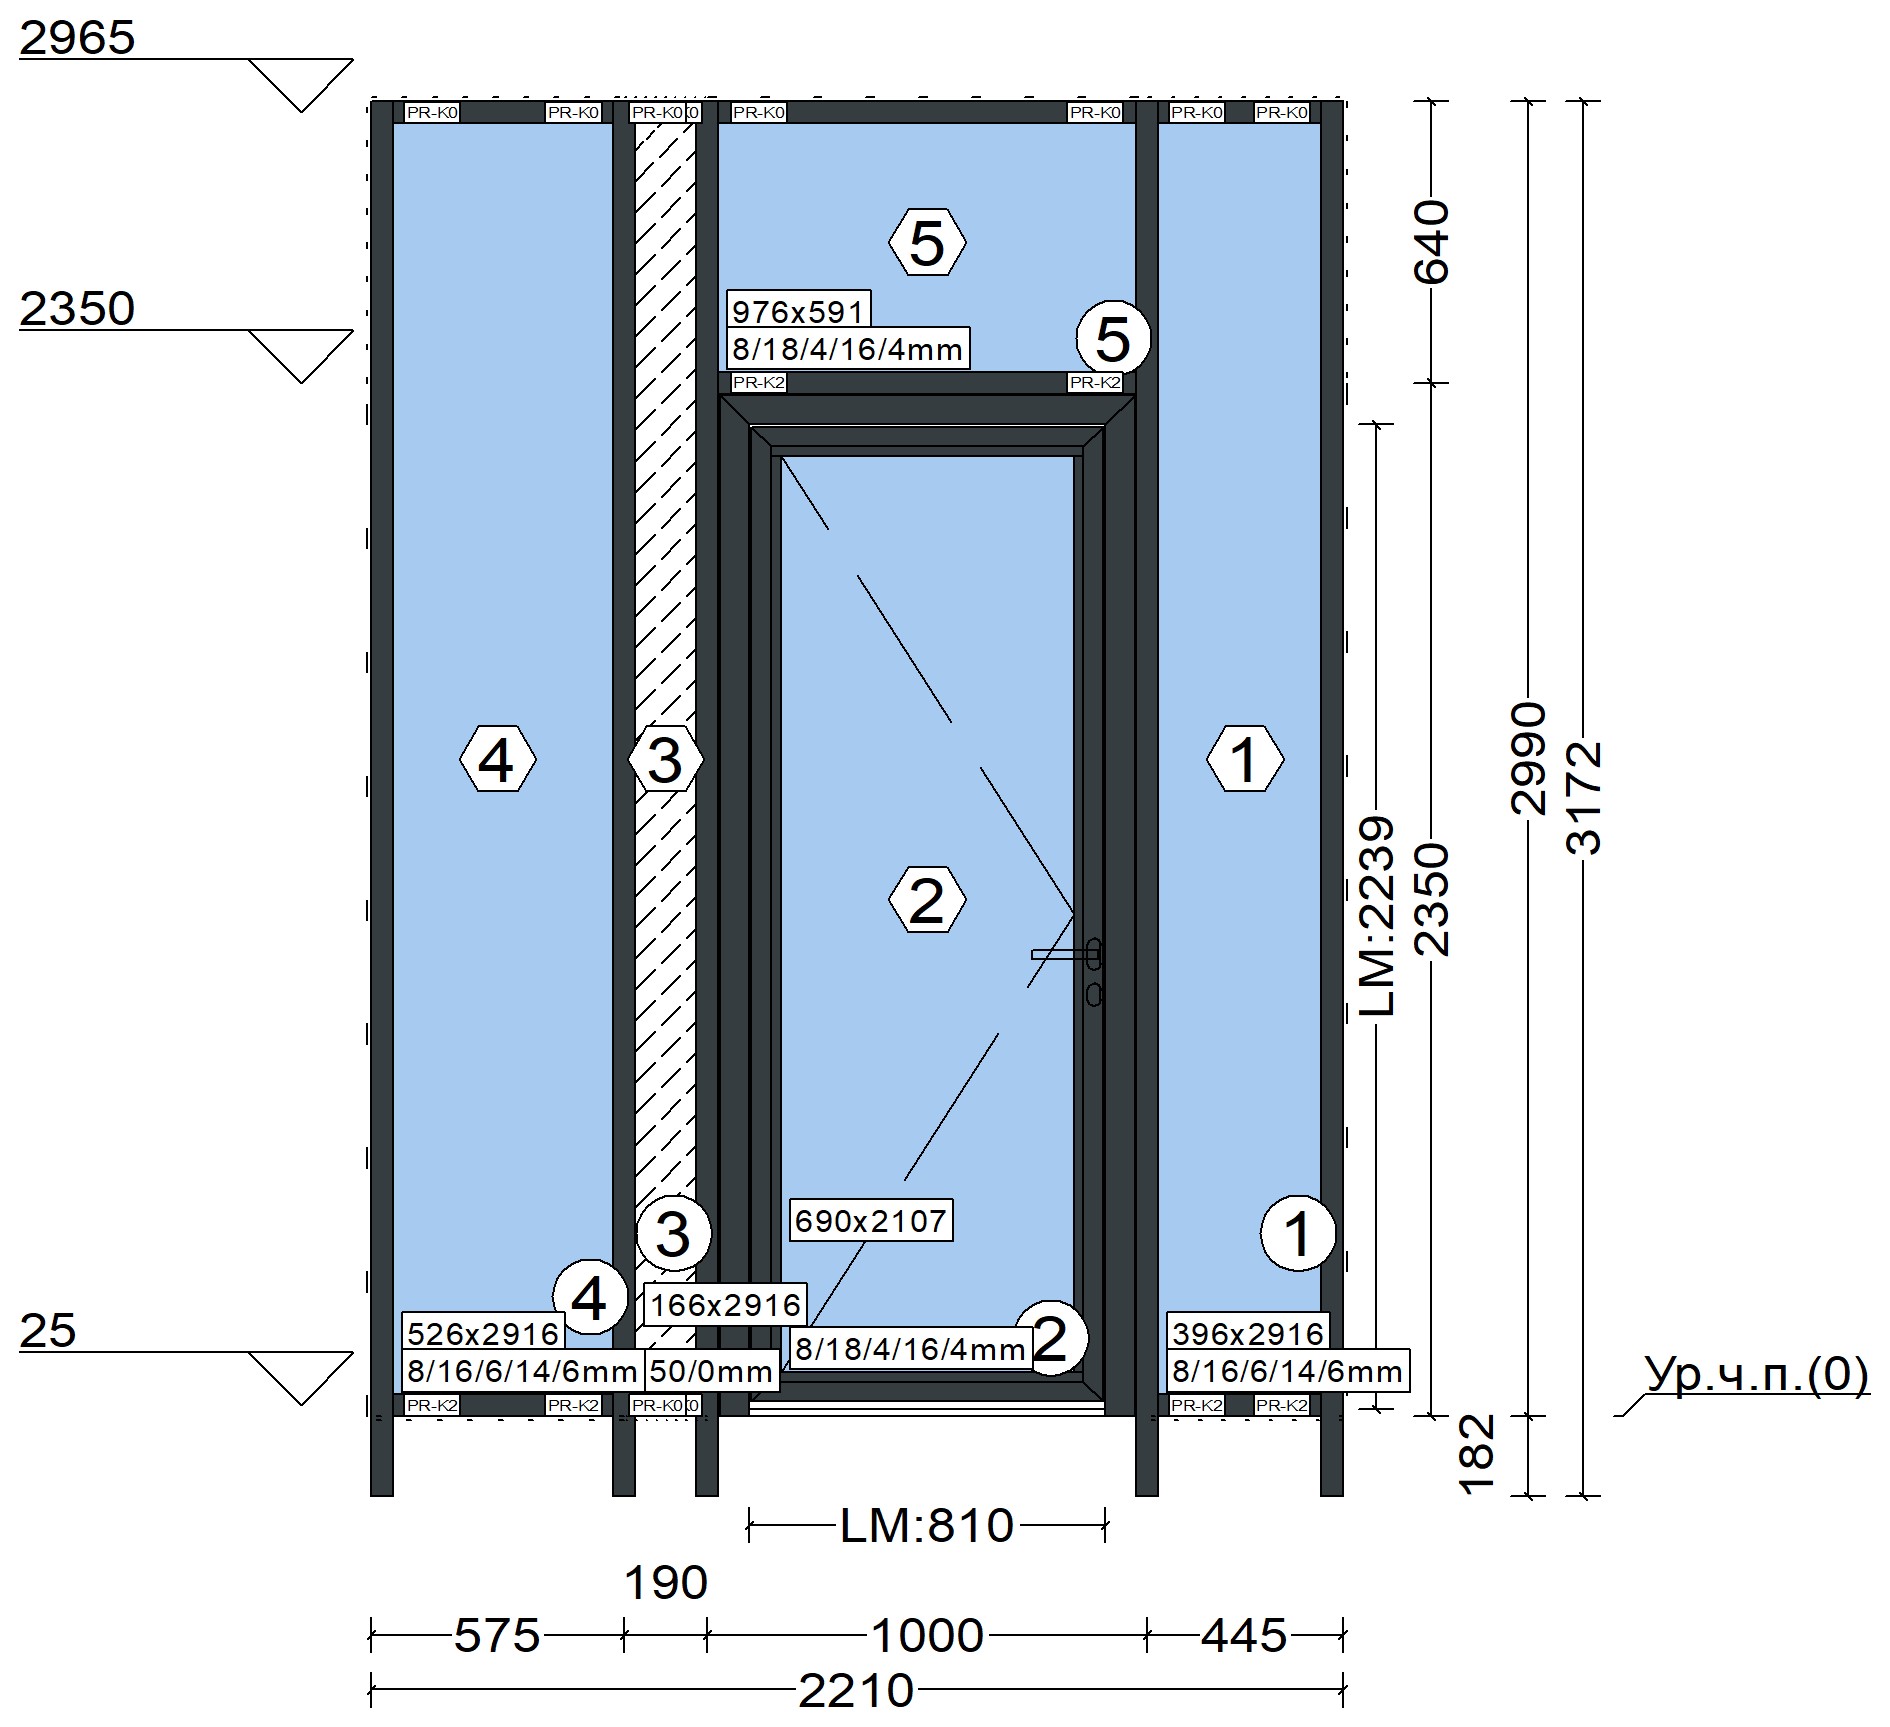 2965
PR-K0 PR-K0 PR-K0 PR-K0 PR-K0 PR-K0 PR-K0
640
5
2350
976x591
8/18/4/16/4mm
5
PR-K2 PR-K2
4
3
1
2990
3172
LM:2239
2350
2
690x2107
3
1
4
166x2916
25
526x2916
8/16/6/14/6mm
50/0mm
8/18/4/16/4mm
2
396x2916
8/16/6/14/6mm
Ур.ч.п.(0)
PR-K2 PR-K2 PR-K0 PR-K2 PR-K2
182
LM:810
190
575 1000 445
2210